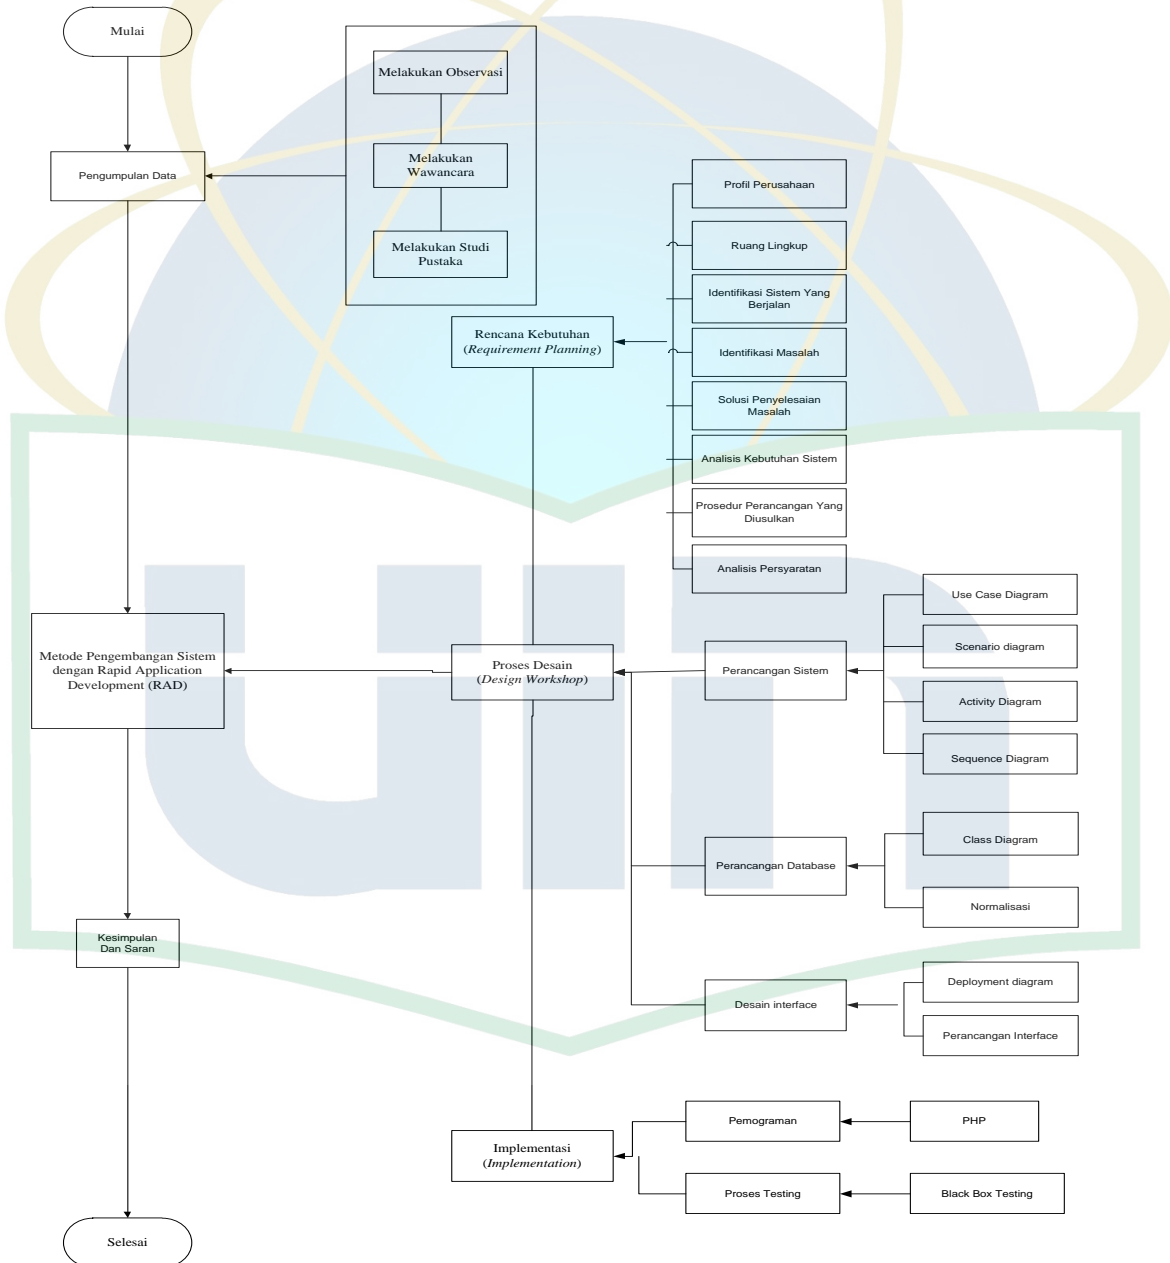 Mulai
Pengumpulan Data
Melakukan Observasi
Melakukan
Wawancara
Melakukan Studi
Pustaka
Rencana Kebutuhan
(Requirement Planning)
Profil Perusahaan
Ruang Lingkup
Identifikasi Sistem Yang
Berjalan
Identifikasi Masalah
Solusi Penyelesaian
Masalah
Analisis Kebutuhan Sistem
Prosedur Perancangan Yang
Diusulkan
Analisis Persyaratan
Metode Pengembangan Sistem
dengan Rapid Application
Development (RAD)
Proses Desain
(Design Workshop)
Perancangan Sistem
Use Case Diagram
Scenario diagram
Activity Diagram
Sequence Diagram
Perancangan Database
Class Diagram
Normalisasi
Desain interface
Deployment diagram
Perancangan Interface
Kesimpulan
Dan Saran
Implementasi
(Implementation)
Pemograman
PHP
Proses Testing
Black Box Testing
Selesai
uin